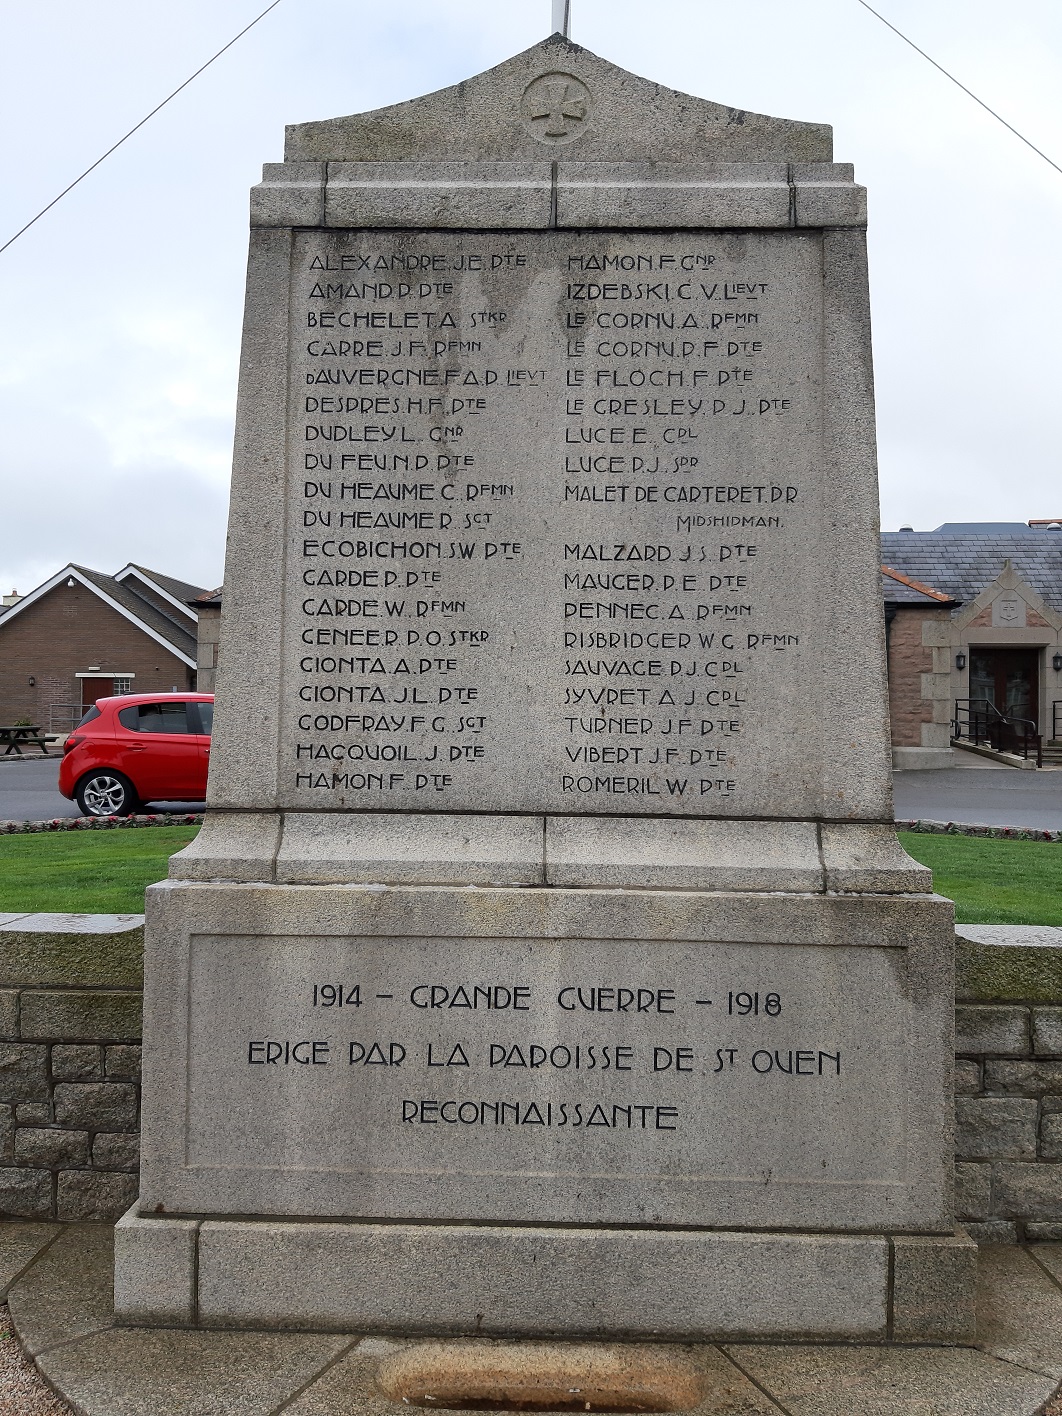 ALEXANDRE.J.E. PTE
AMAND.P. PTE
BECHELET A STKR
CARRE J.F. RFMN
DAUVERGNE F.A.P. LIEVT
DESPRES.H.F. PTE
DUDLEY L. GNR
DU FEU.N.P. PTE
DU HEAUME C. RFMN
DU HEAUME P. SGT
ECOBICHON.SW PTE
GARDE P. PTE
GARDE W. RFMN
GENEE R.P.O STKR
GIONTA A.PTE
GIONTA J.L. PTE
GODFRAY F.G. SGT
HACQUOIL J PTE
HAMON F. PTE
HAMON.F. GNR
IZDEBSKI.C.V. LIEVT
LE CORNU.A. RFMN
LE CORNU.P.F. PTE
LE FLOCH F. PTE
LE GRESLEY P.J. PTE
LUCE E. CPL
LUCE P.J. SPR
MALET DE CARTERET.P.R
MIDSHIPMAN.
MALZARD.J.S. PTE
MAUGER.P.E. PTE
PENNEC.A. RFMN
RISBRIDGER W.G. RFMN
SAUVAGE P.J. CPL
SYVRET A.J. CPL
TURNER J.F. PTE
VIBERT J.F. PTE
ROMERIL W. PTE
1914 – GRANDE GUERRE – 1918
ERIGE PAR LA PAROISSE DE ST OUEN
RECONNAISSANTE